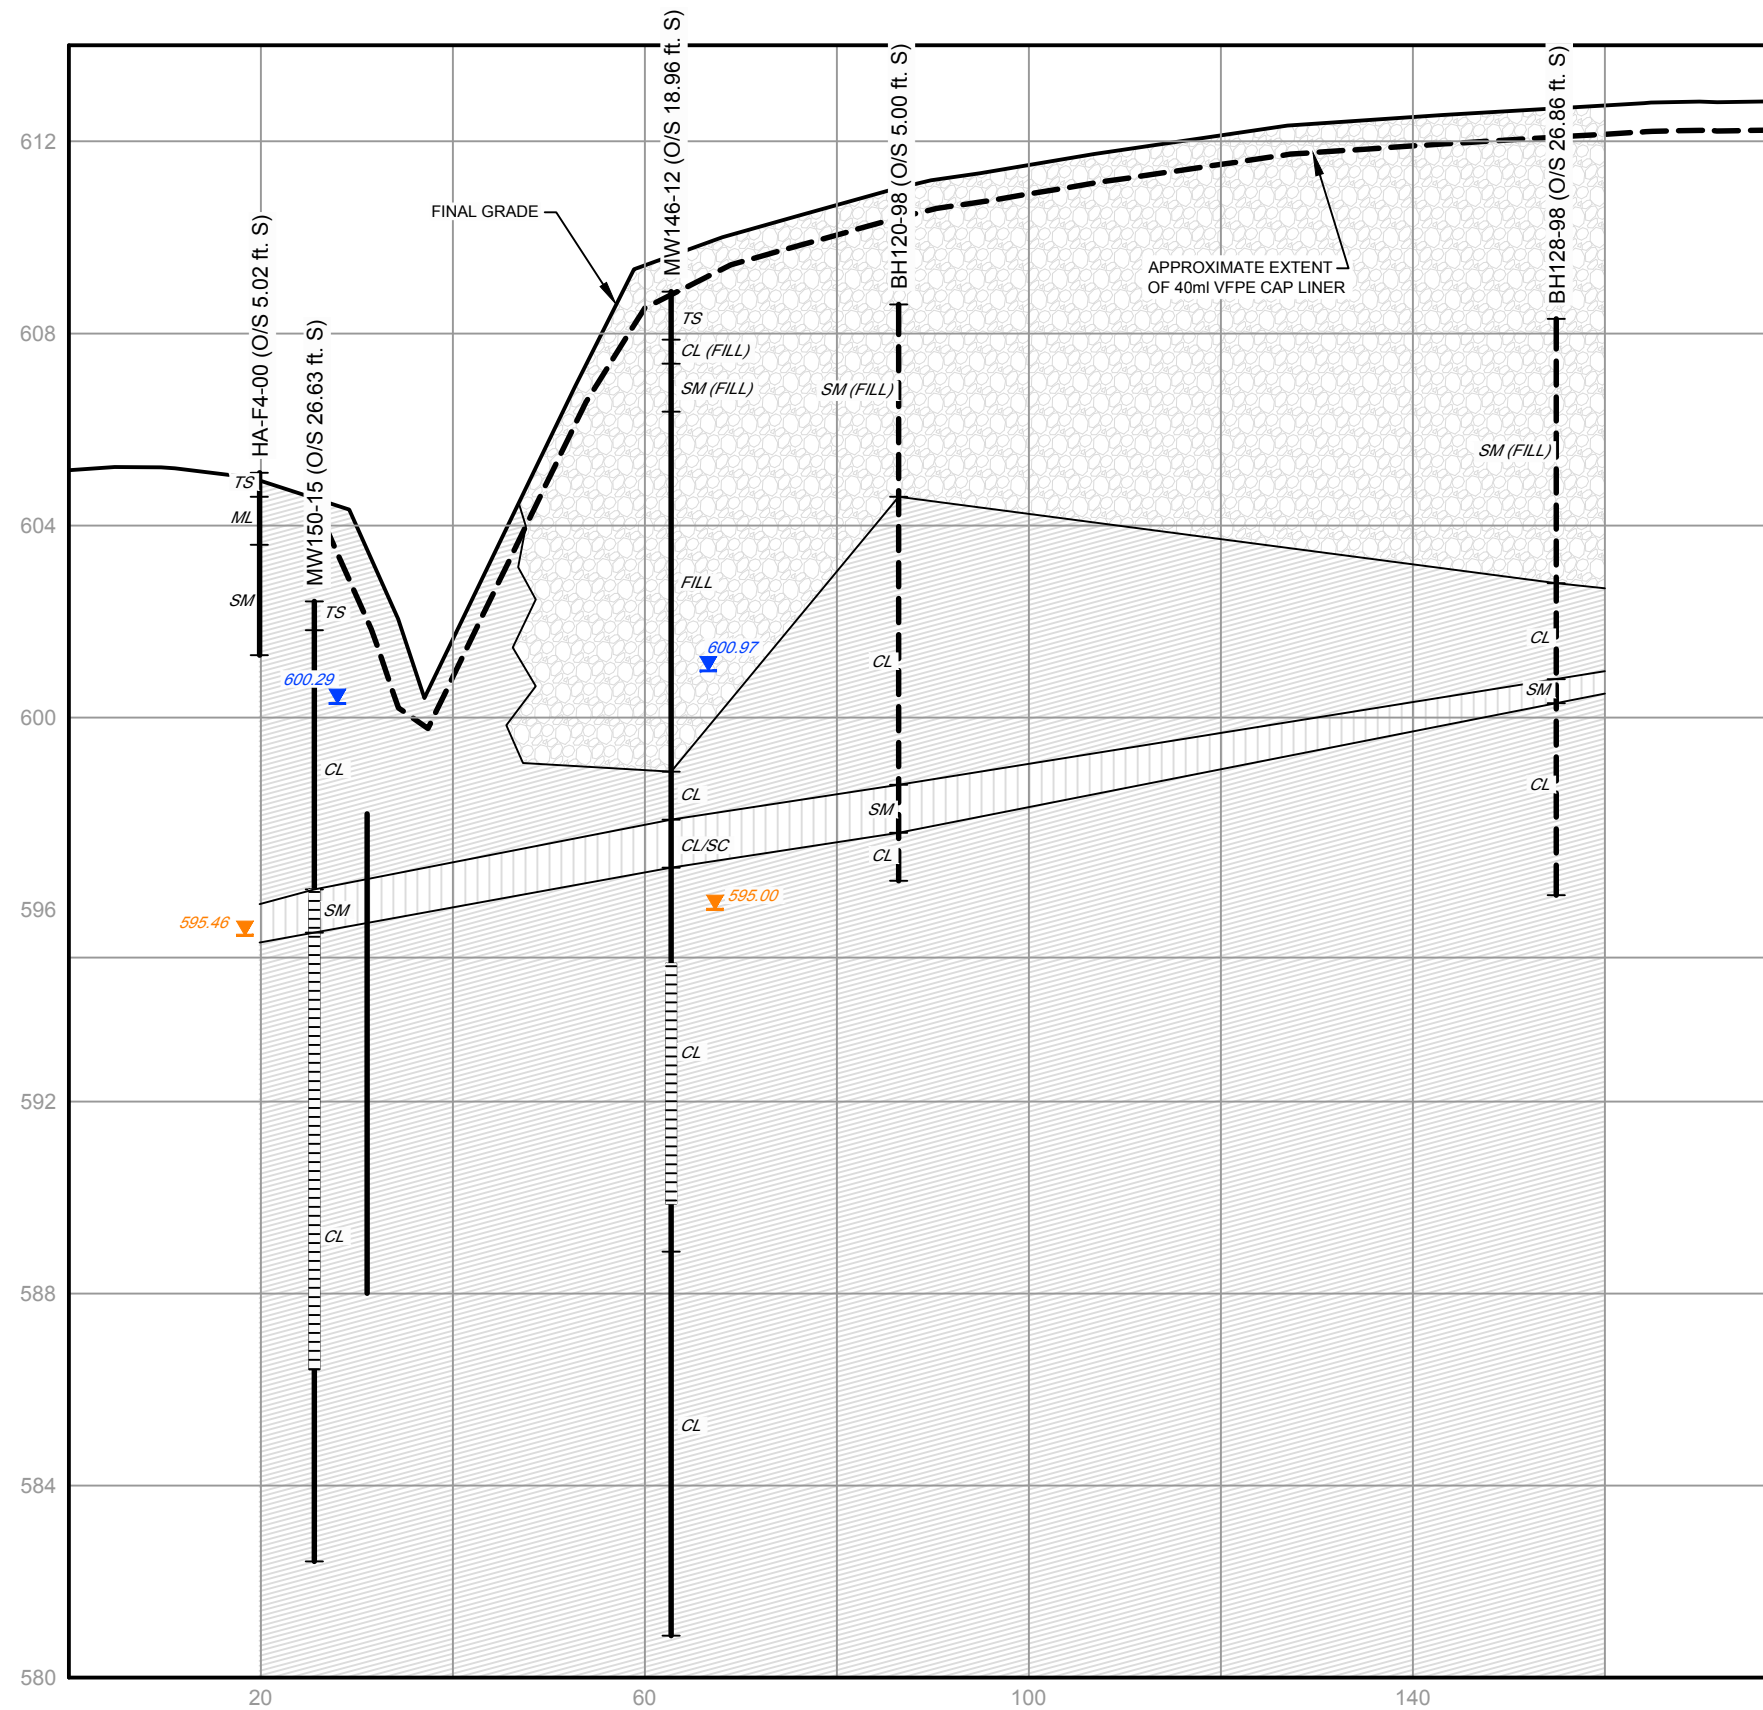 MW146-12 (O/S 18.96 ft. S)
BH120-98 (O/S 5.00 ft. S)
BH128-98 (O/S 26.86 ft. S)
HA-F4-00 (O/S 5.02 ft. S)
MW150-15 (O/S 26.63 ft. S)
612
FINAL GRADE
APPROXIMATE EXTENT
OF 40ml VFPE CAP LINER
608
TS
CL (FILL)
SM (FILL)
SM (FILL)
SM (FILL)
TS
ML
604
SM
TS
FILL
CL
CL
600.97
600.29
SM
600
CL
CL
CL
SM
CL/SC
CL
596
SM
595.46
595.00
CL
592
CL
588
CL
584
580
20
60
100
140